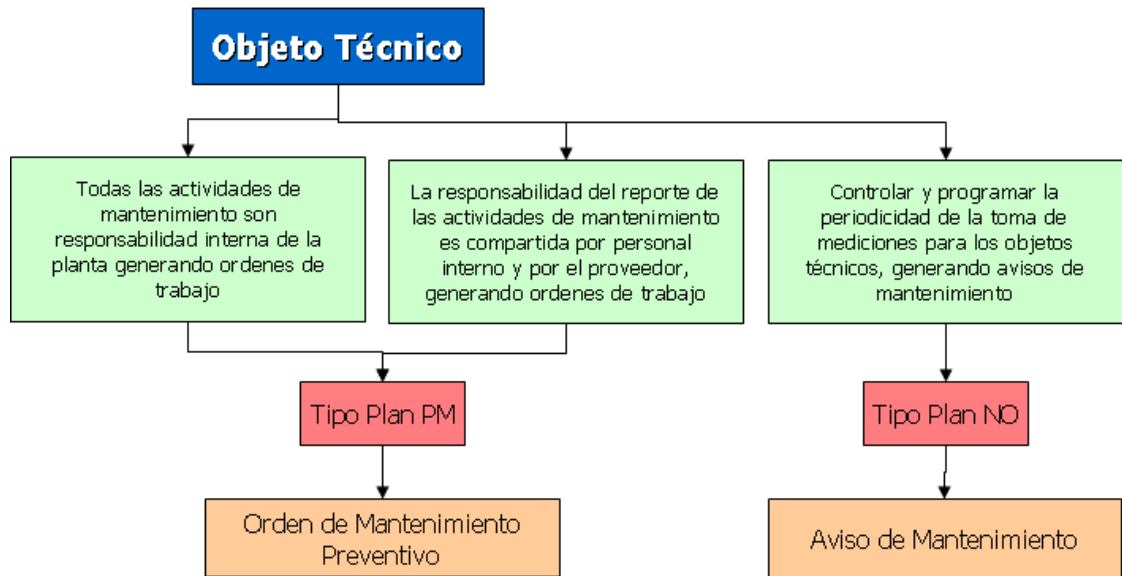 Objeto Técnico
Todas las actividades de
mantenimiento son
responsabilidad interna de la
planta generando ordenes de
trabajo
La responsabilidad del reporte de
las actividades de mantenimiento
es compartida por personal
interno y por el proveedor,
generando ordenes de trabajo
Controlar y programar la
periodicidad de la toma de
mediciones para los objetos
técnicos, generando avisos de
mantenimiento
Tipo Plan PM
Tipo Plan NO
Orden de Mantenimiento
Preventivo
Aviso de Mantenimiento